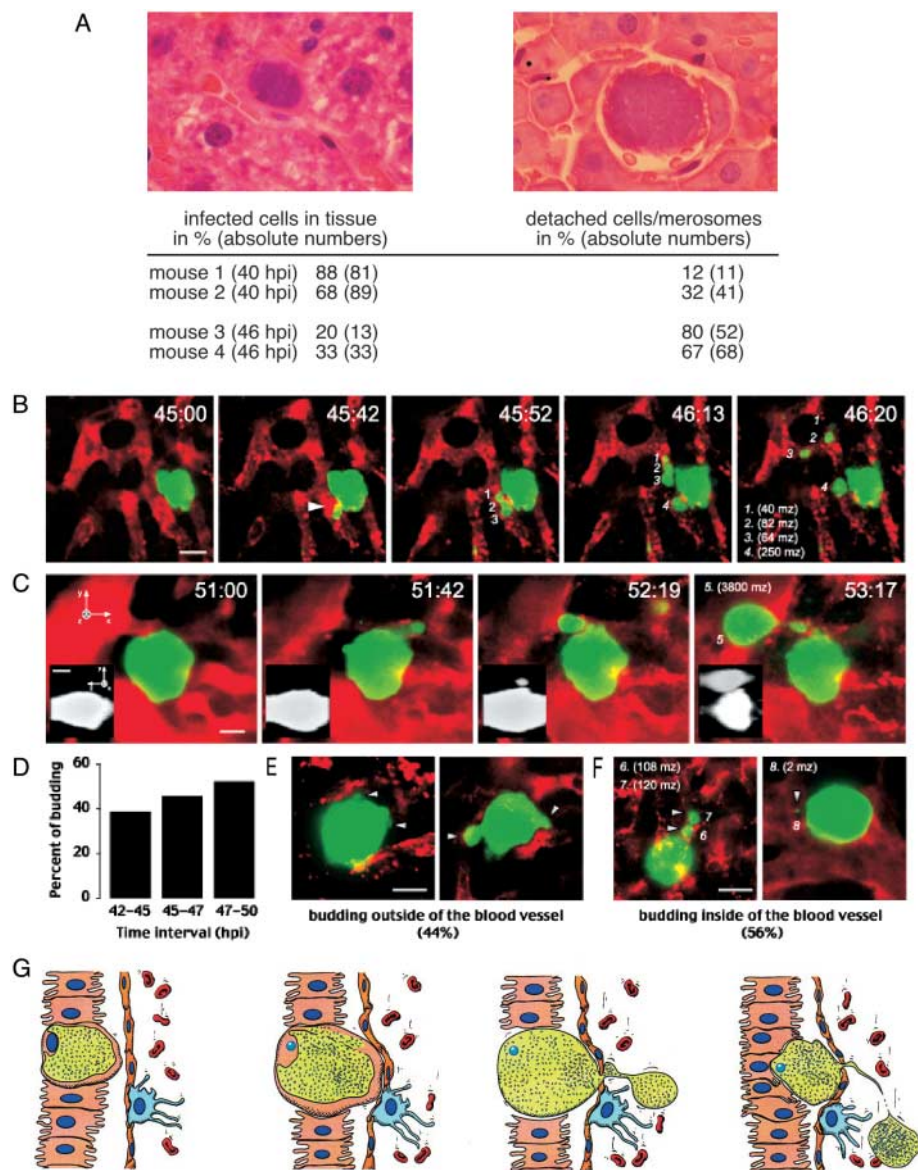 A
infected cells in tissue
in % (absolute numbers)
detached cells/merosomes
in % (absolute numbers)
mouse 1 (40 hpi) 88 (81) 12 (11)
mouse 2 (40 hpi) 68 (89) 32 (41)
mouse 3 (46 hpi) 20 (13) 80 (52)
mouse 4 (46 hpi) 33 (33) 67 (68)
B
45:00
45:42
45:52
1
2
3
46:13
1
2
3
4
46:20
1
2
3
4
1. (40 mz)
2. (82 mz)
3. (64 mz)
4. (250 mz)
C
y
z
x
51:00
51:42
52:19
5. (3800 mz)
53:17
5
D
Percent of budding
60
40
20
0
42–45 45–47 47–50
Time interval (hpi)
E
budding outside of the blood vessel
(44%)
F
6. (108 mz)
7. (120 mz)
7
6
8. (2 mz)
8
budding inside of the blood vessel
(56%)
G